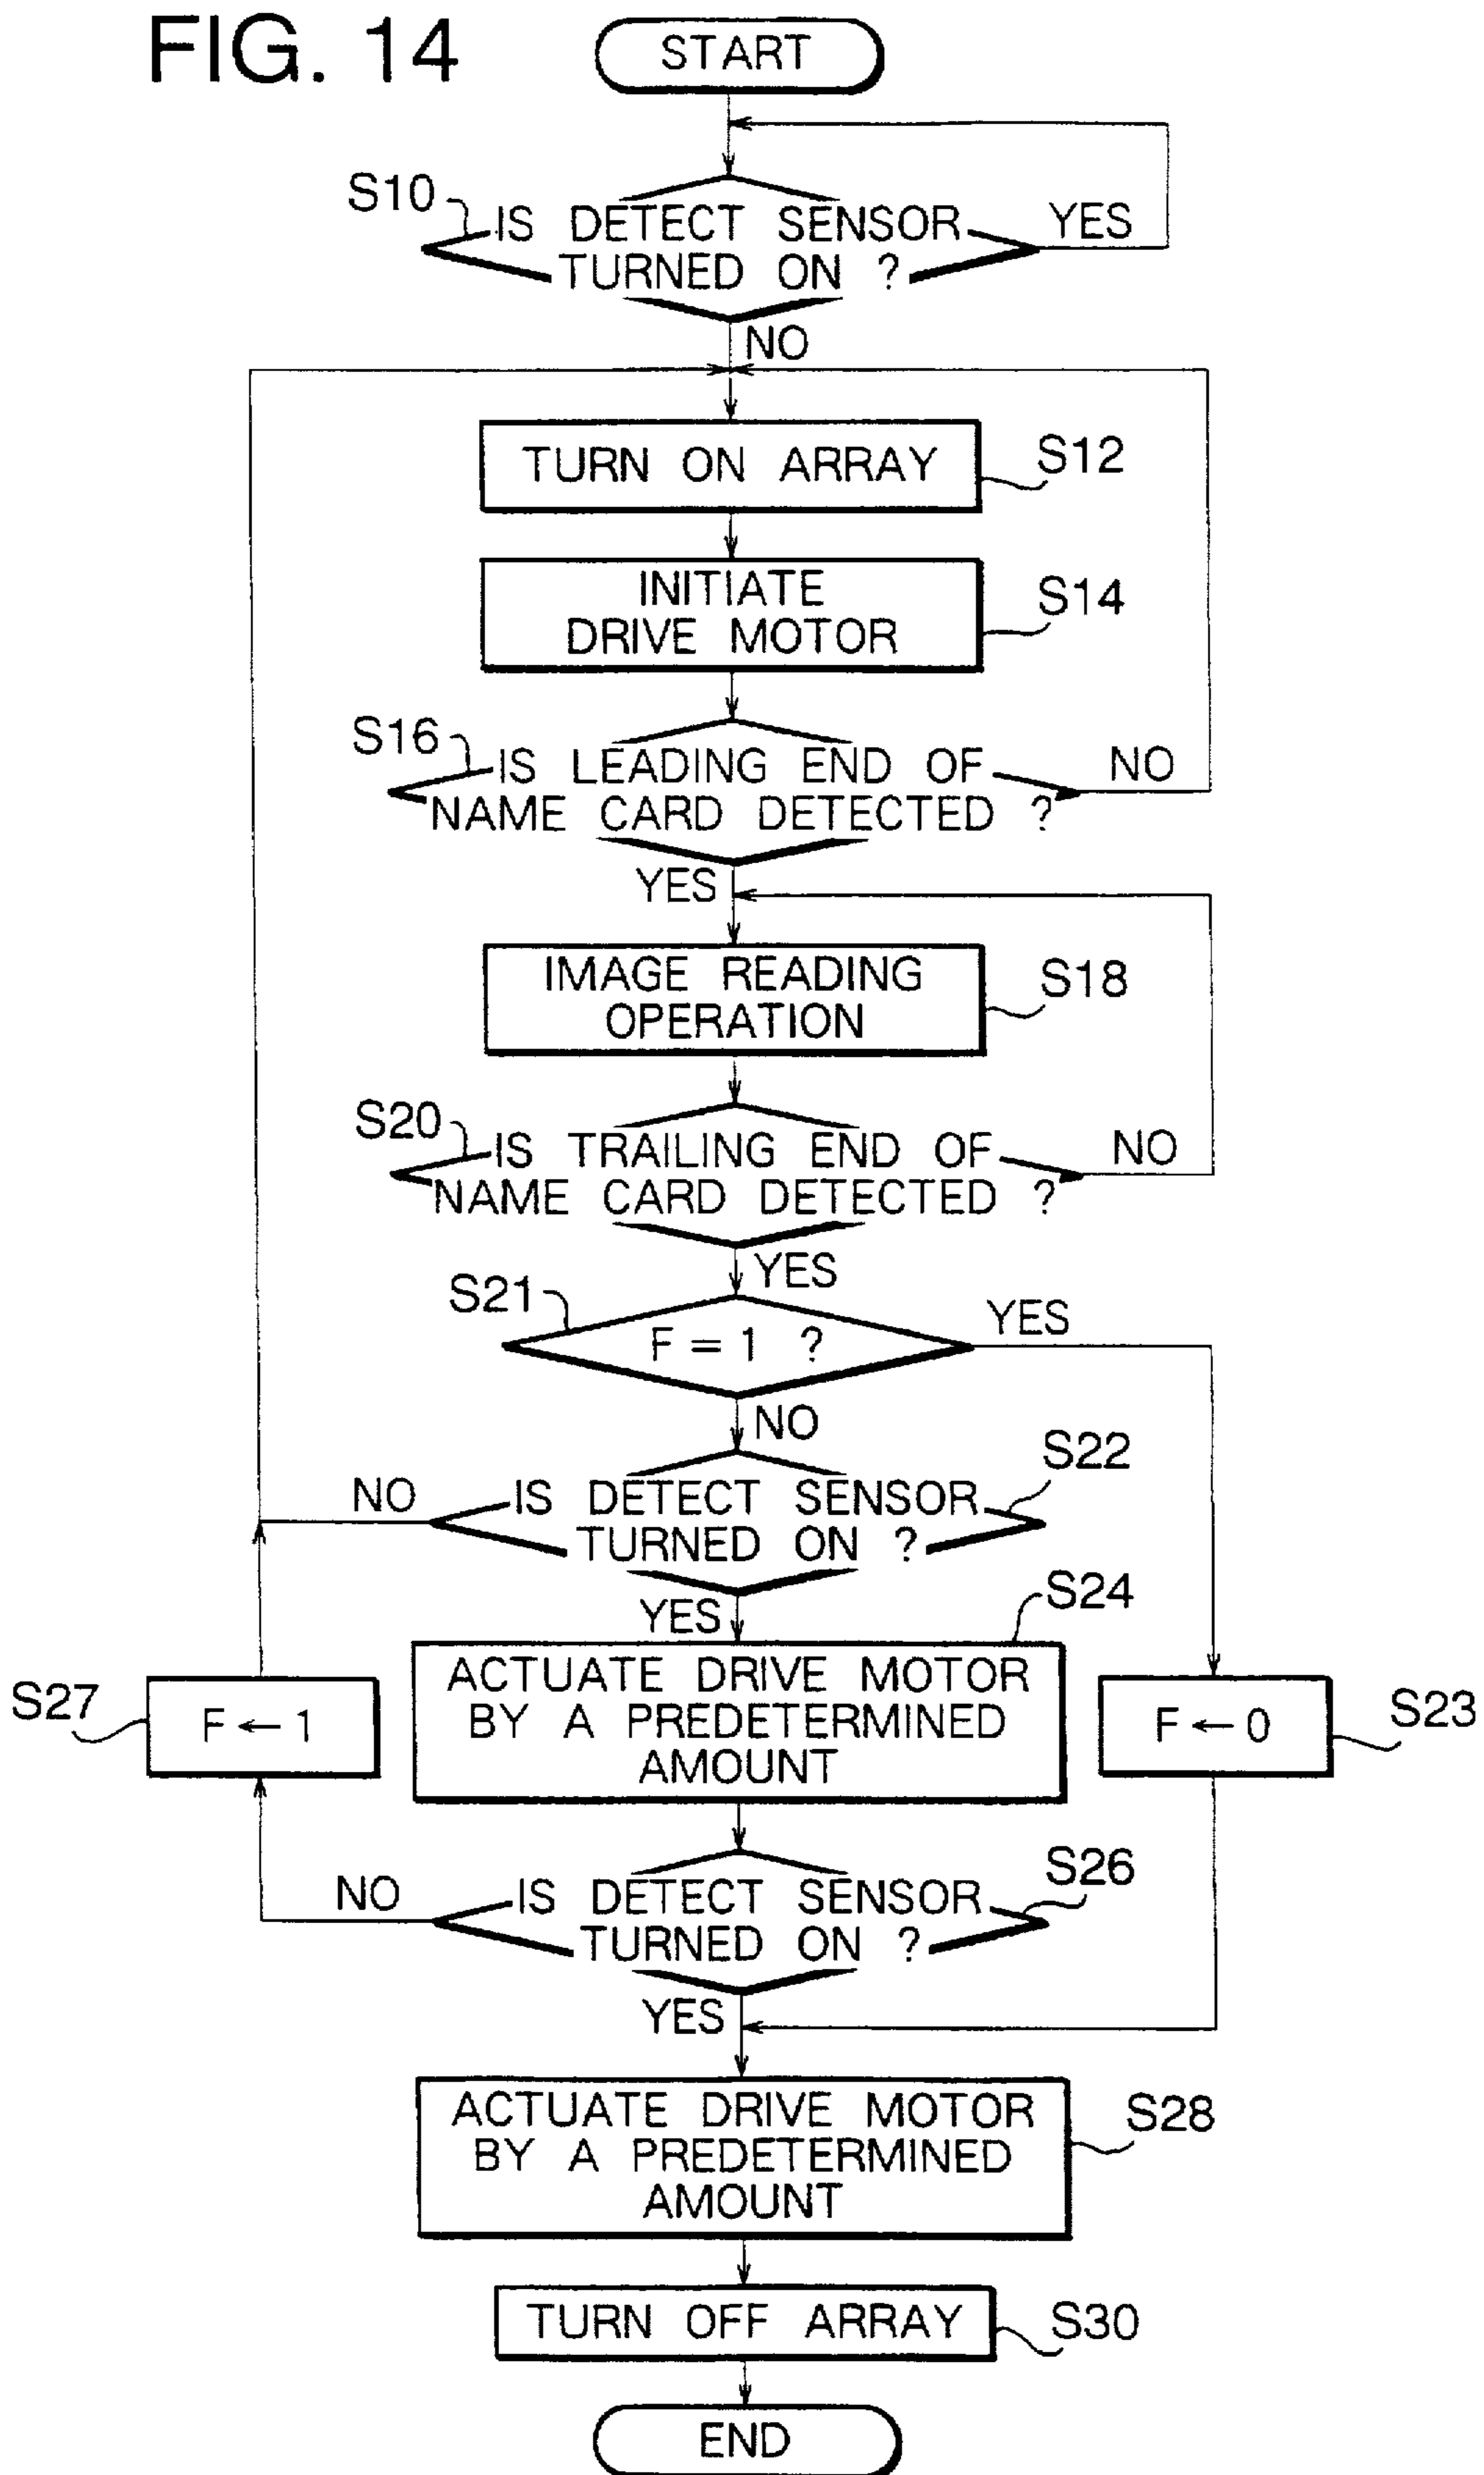 FIG. 14
START
S10
IS DETECT SENSOR
TURNED ON ?
YES
NO
TURN ON ARRAY
S12
INITIATE
DRIVE MOTOR
S14
S16
IS LEADING END OF
NAME CARD DETECTED ?
NO
YES
IMAGE READING
OPERATION
S18
S20
IS TRAILING END OF
NAME CARD DETECTED ?
NO
YES
S21
F = 1 ?
YES
NO
S22
IS DETECT SENSOR
TURNED ON ?
NO
YES
S24
ACTUATE DRIVE MOTOR
BY A PREDETERMINED
AMOUNT
S27
F ← 1
F ← 0
S23
S26
IS DETECT SENSOR
TURNED ON ?
NO
YES
ACTUATE DRIVE MOTOR
BY A PREDETERMINED
AMOUNT
S28
TURN OFF ARRAY
S30
END